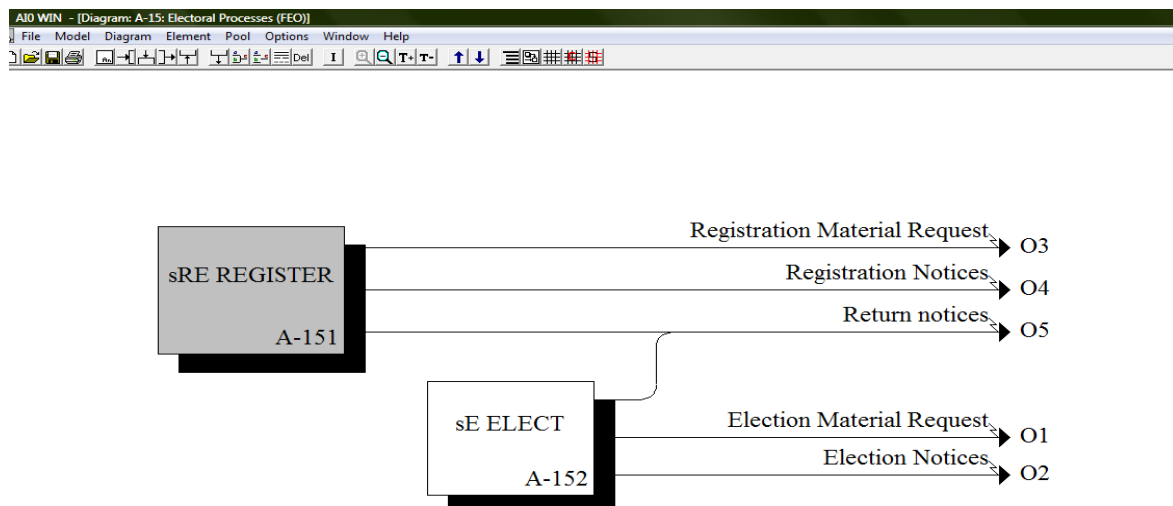 AI0 WIN - [Diagram: A-15: Electoral Processes (FEO)]
File Model Diagram Element Pool Options Window Help
Del I T+ T-
Registration Material Request
O3
sRE REGISTER
Registration Notices
O4
Return notices
O5
A-151
sE ELECT
Election Material Request
O1
Election Notices
O2
A-152